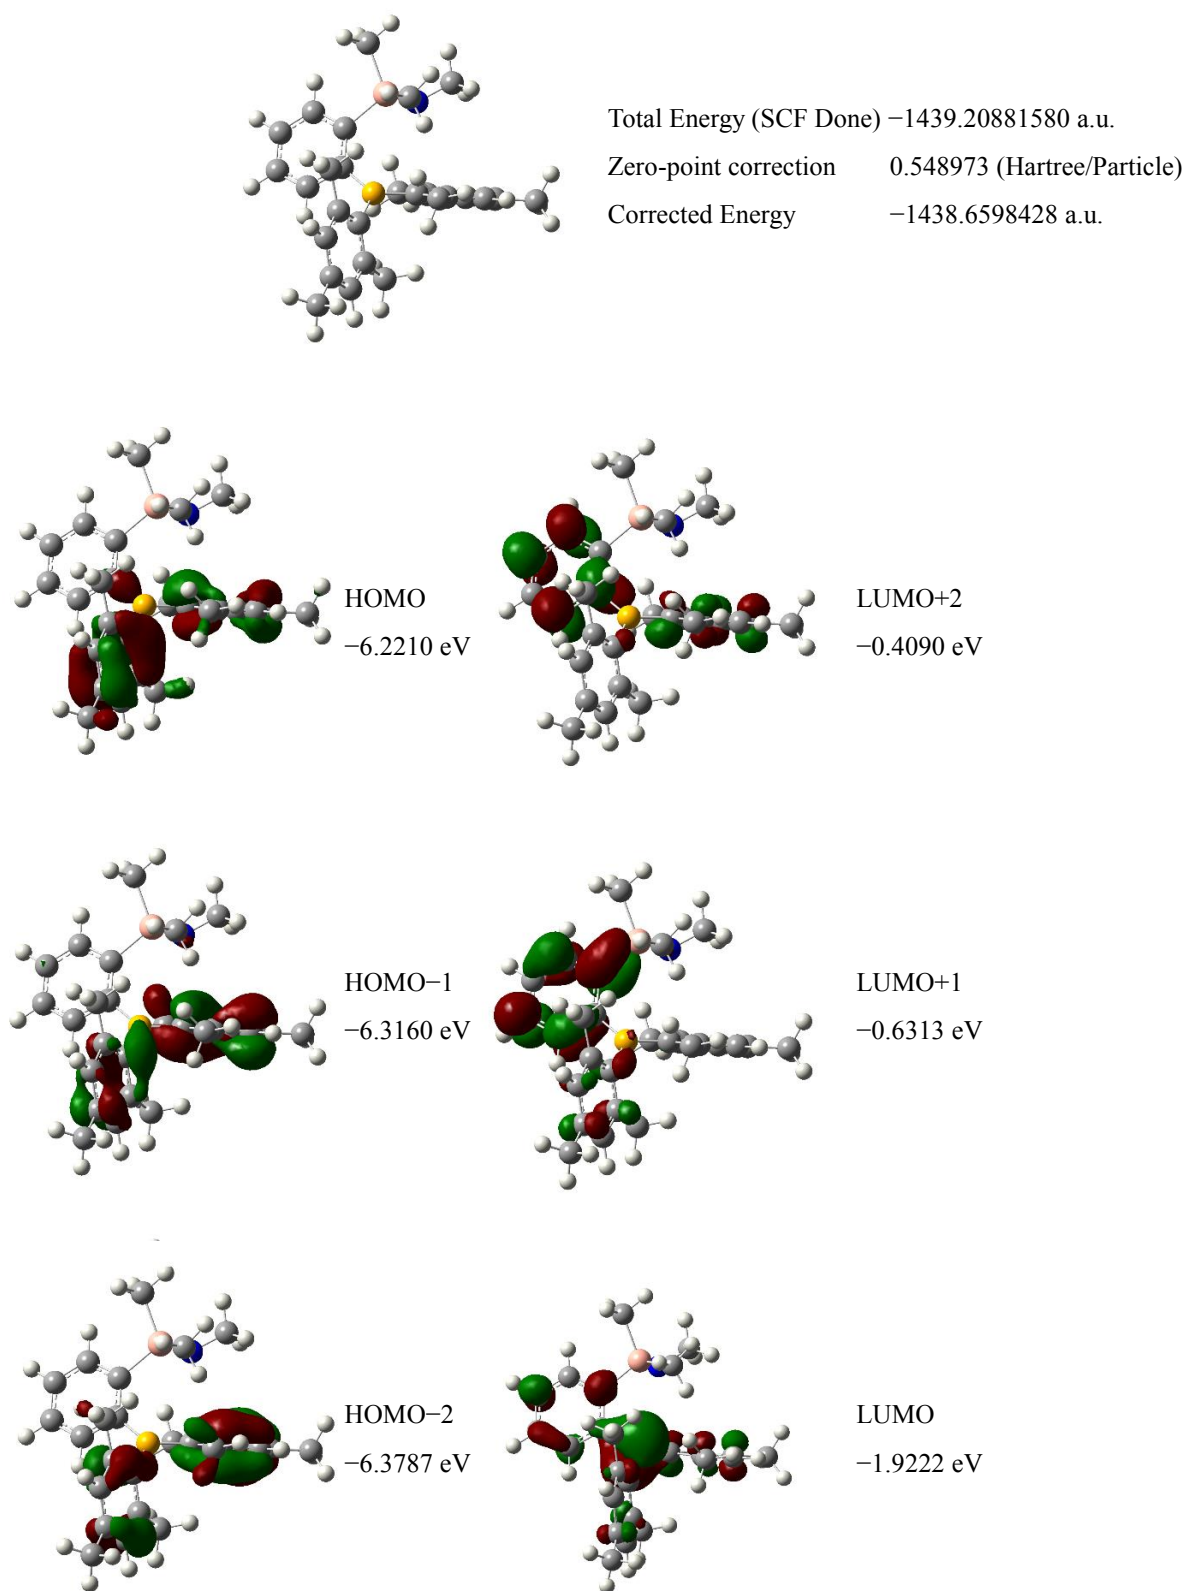 Total Energy (SCF Done) −1439.20881580 a.u.
Zero-point correction 0.548973 (Hartree/Particle)
Corrected Energy −1438.6598428 a.u.
HOMO
−6.2210 eV
LUMO+2
−0.4090 eV
HOMO−1
−6.3160 eV
LUMO+1
−0.6313 eV
HOMO−2
−6.3787 eV
LUMO
−1.9222 eV